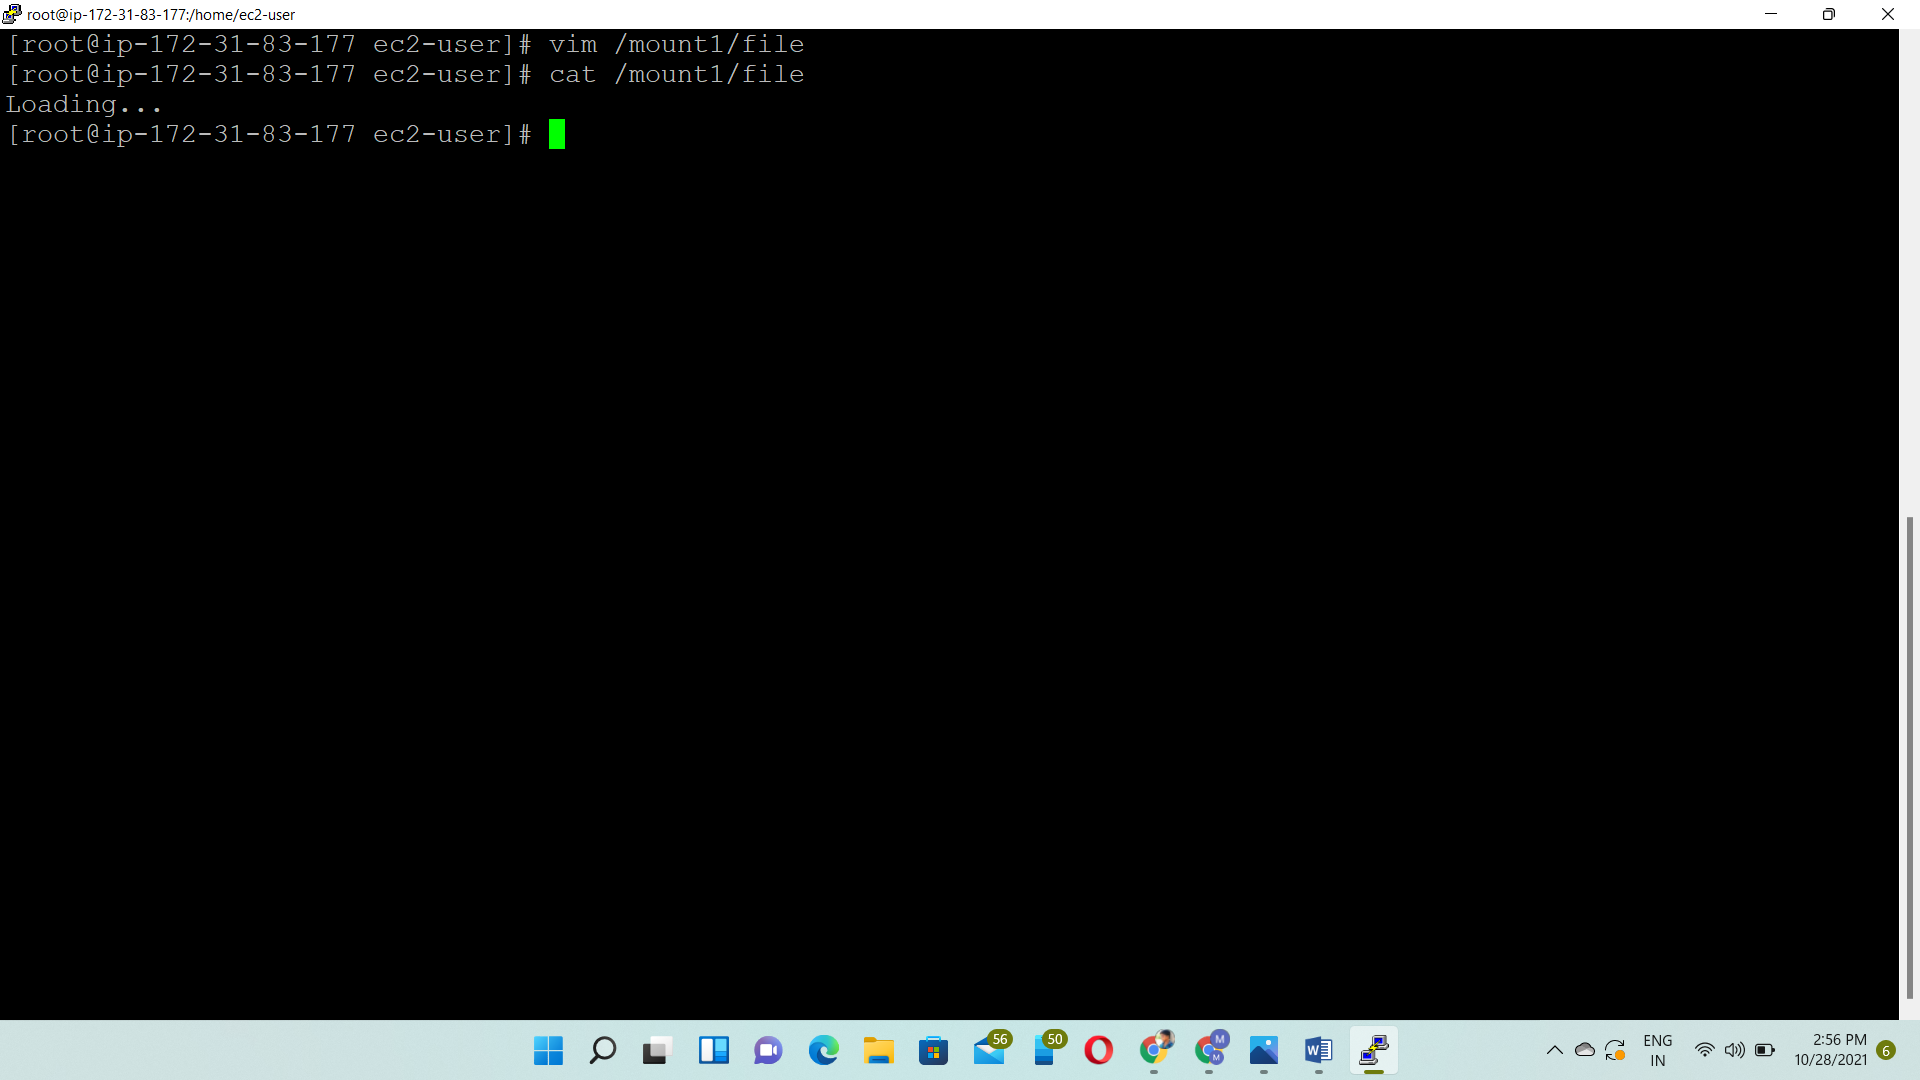 root@ip-172-31-83-177:/home/ec2-user
[root@ip-172-31-83-177 ec2-user]# vim /mount1/file
[root@ip-172-31-83-177 ec2-user]# cat /mount1/file
Loading...
[root@ip-172-31-83-177 ec2-user]#
56
50
M
M
W
ENG
IN
2:56 PM
10/28/2021
6